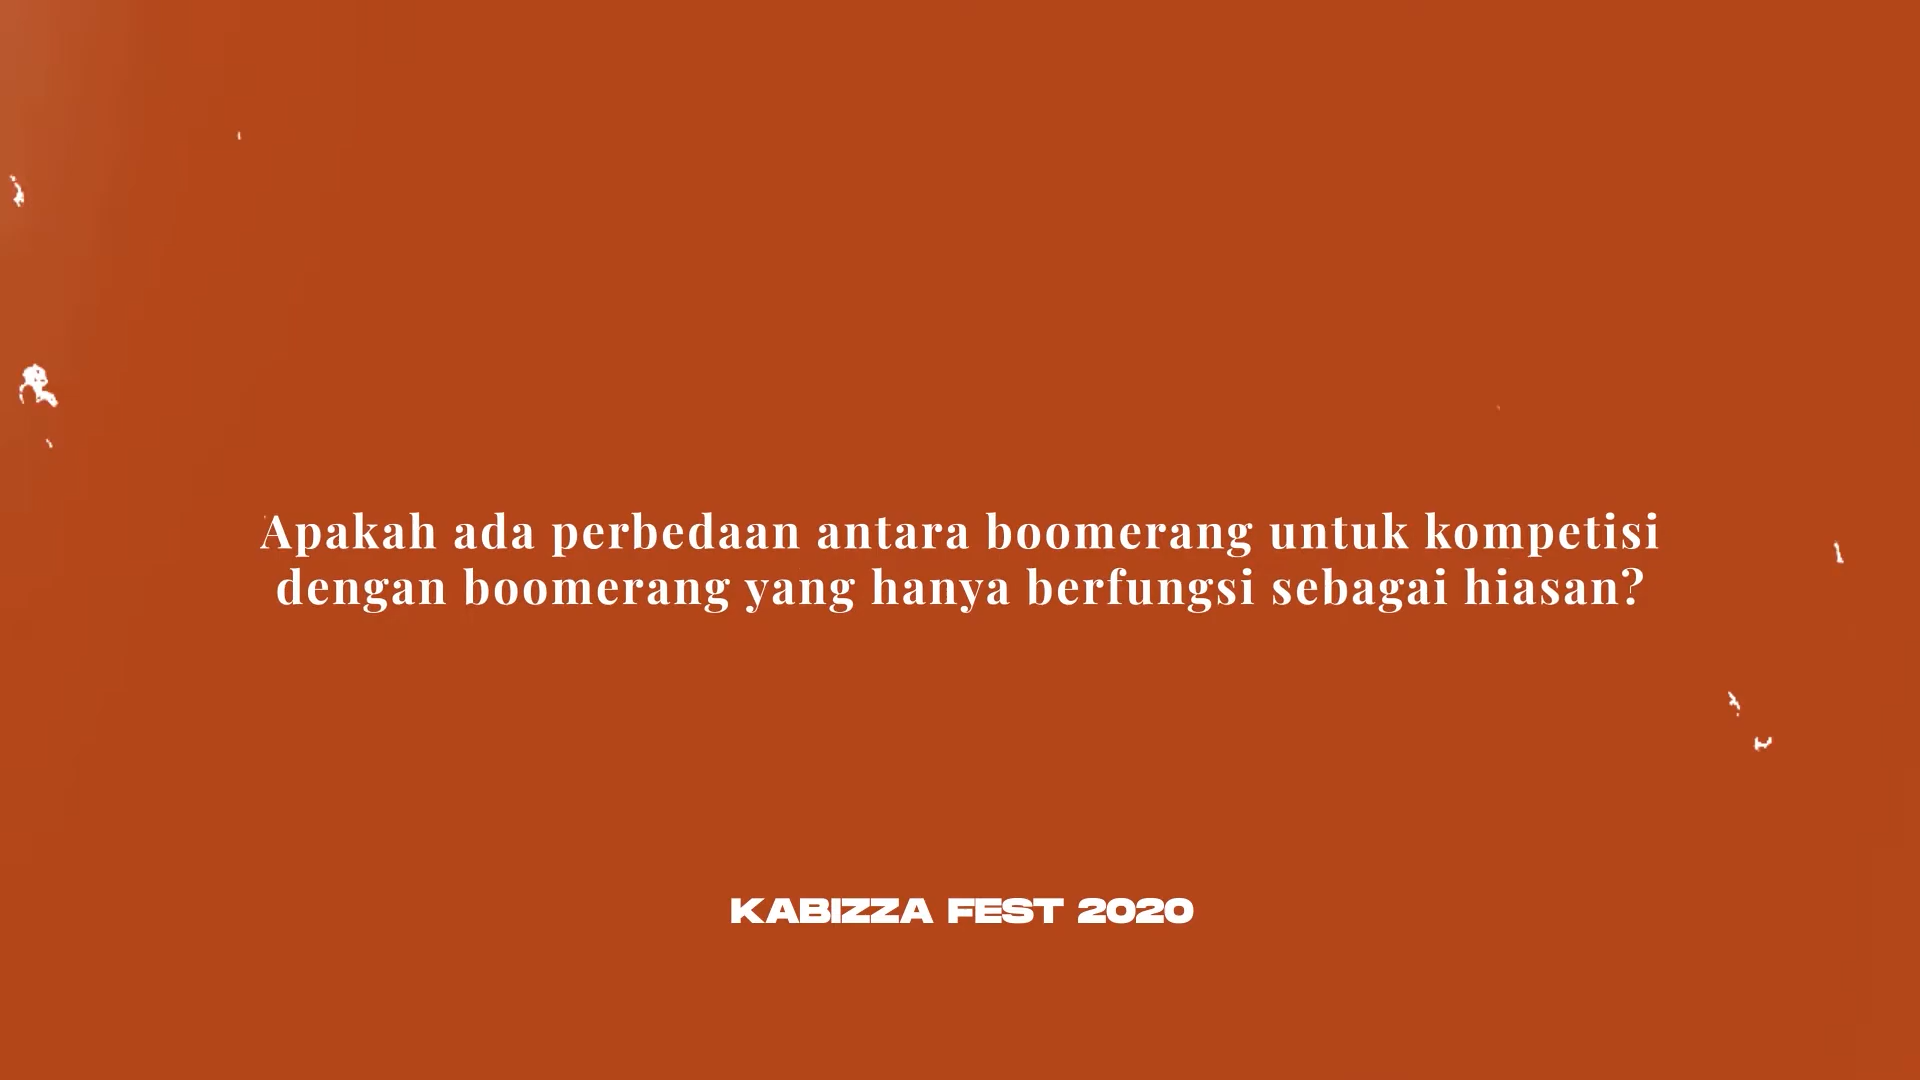 Apakah ada perbedaan antara boomerang untuk kompetisi
dengan boomerang yang hanya berfungsi sebagai hiasan?
KABIZZA FEST 2020